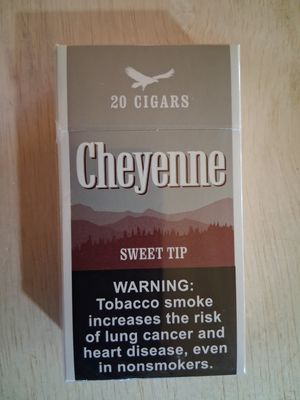 20 CIGARS
Cheyenne
SWEET TIP
WARNING:
Tobacco smoke
increases the risk
of lung cancer and
heart disease, even
in nonsmokers.